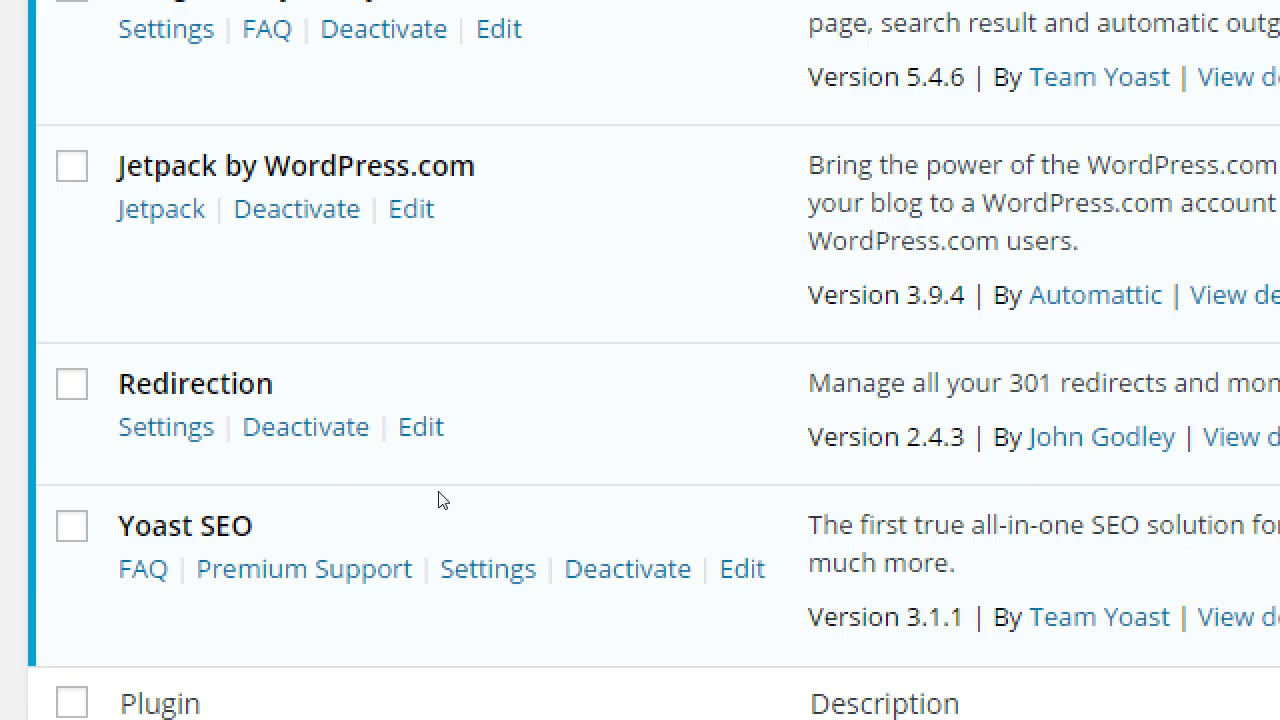 Settings | FAQ | Deactivate | Edit
page, search result and automatic outg
Version 5.4.6 | By Team Yoast | View d
Jetpack by WordPress.com
Jetpack | Deactivate | Edit
Bring the power of the WordPress.com
your blog to a WordPress.com account
WordPress.com users.
Version 3.9.4 | By Automattic | View de
Redirection
Settings | Deactivate | Edit
Manage all your 301 redirects and mon
Version 2.4.3 | By John Godley | View d
Yoast SEO
FAQ | Premium Support | Settings | Deactivate | Edit
The first true all-in-one SEO solution fo
much more.
Version 3.1.1 | By Team Yoast | View d
Plugin
Description